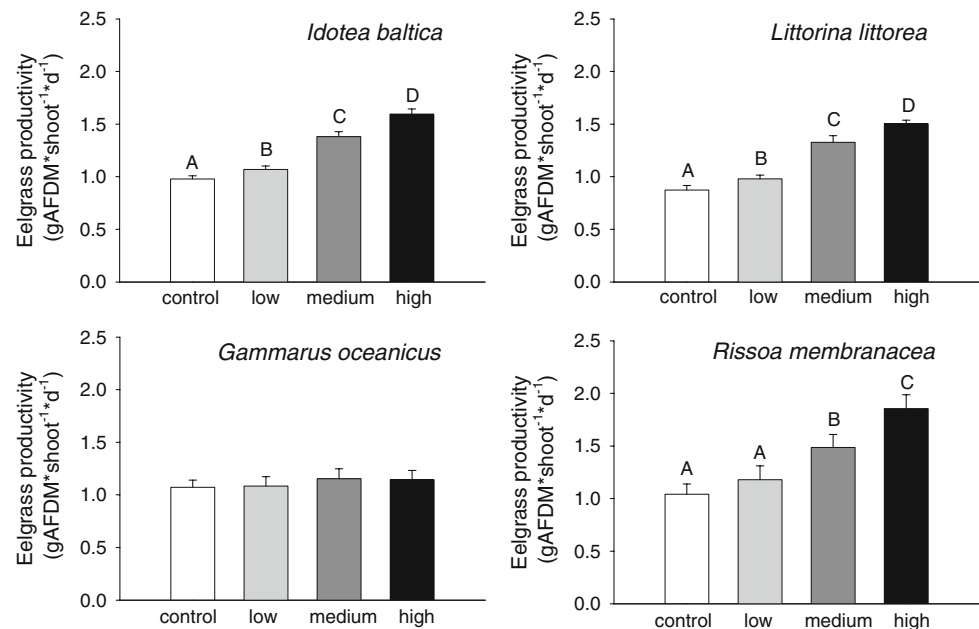 Idotea baltica
Eelgrass productivity
(gAFDM*shoot⁻¹*d⁻¹)
2.5
2.0
1.5
1.0
0.5
0.0
A
B
C
D
control low medium high
Littorina littorea
Eelgrass productivity
(gAFDM*shoot⁻¹*d⁻¹)
2.5
2.0
1.5
1.0
0.5
0.0
A
B
C
D
control low medium high
Gammarus oceanicus
Eelgrass productivity
(gAFDM*shoot⁻¹*d⁻¹)
2.5
2.0
1.5
1.0
0.5
0.0
control low medium high
Rissoa membranacea
Eelgrass productivity
(gAFDM*shoot⁻¹*d⁻¹)
2.5
2.0
1.5
1.0
0.5
0.0
A
A
B
C
control low medium high